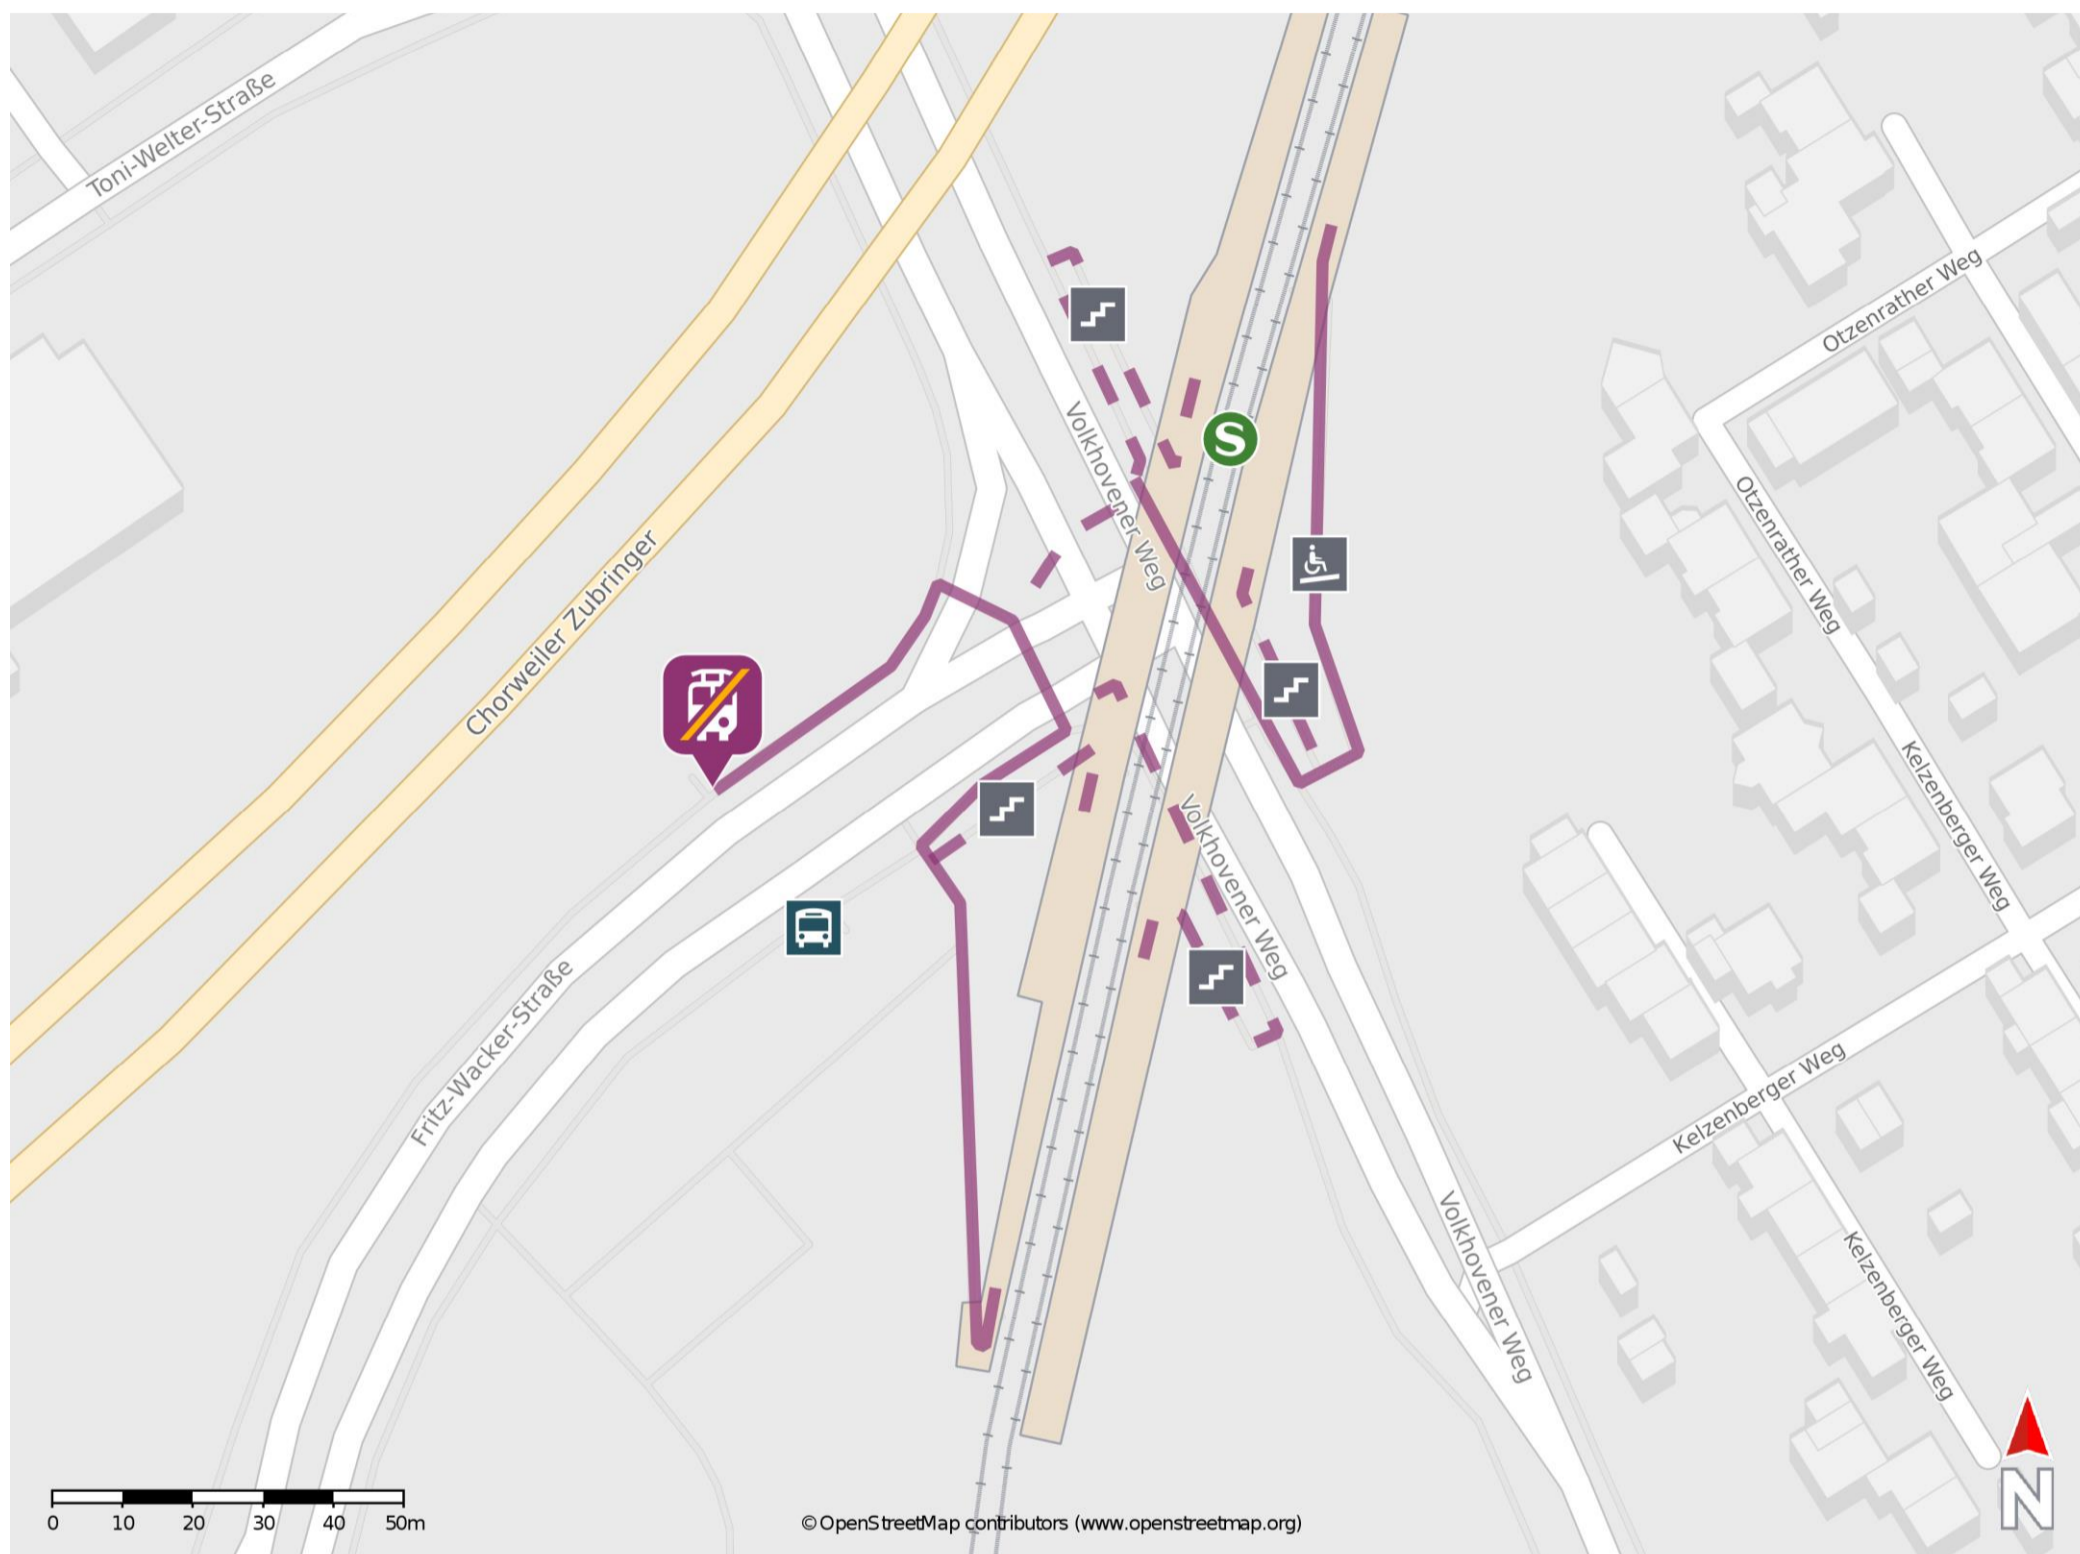 Toni-Welter-Straße
Otzenrather Weg
Volkhovener Weg
S
Otzenrather Weg
Chorweiler Zubringer
Kelzenberger Weg
Volkhovener Weg
Fritz-Wacker-Straße
Kelzenberger Weg
Volkhovener Weg
Kelzenberger Weg
0 10 20 30 40 50m
© OpenStreetMap contributors (www.openstreetmap.org)
N